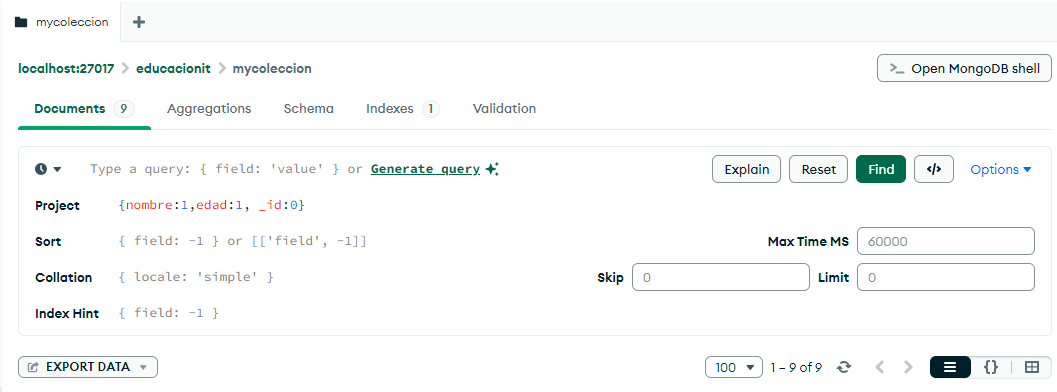 mycoleccion
localhost:27017 > educacionit > mycoleccion
>_ Open MongoDB shell
Documents 9 Aggregations Schema Indexes 1 Validation
Type a query: { field: 'value' } or Generate query
Explain Reset Find </> Options
Project {nombre:1,edad:1, _id:0}
Sort { field: -1 } or [['field', -1]] Max Time MS 60000
Collation { locale: 'simple' } Skip 0 Limit 0
Index Hint { field: -1 }
EXPORT DATA 100 1 – 9 of 9 {}